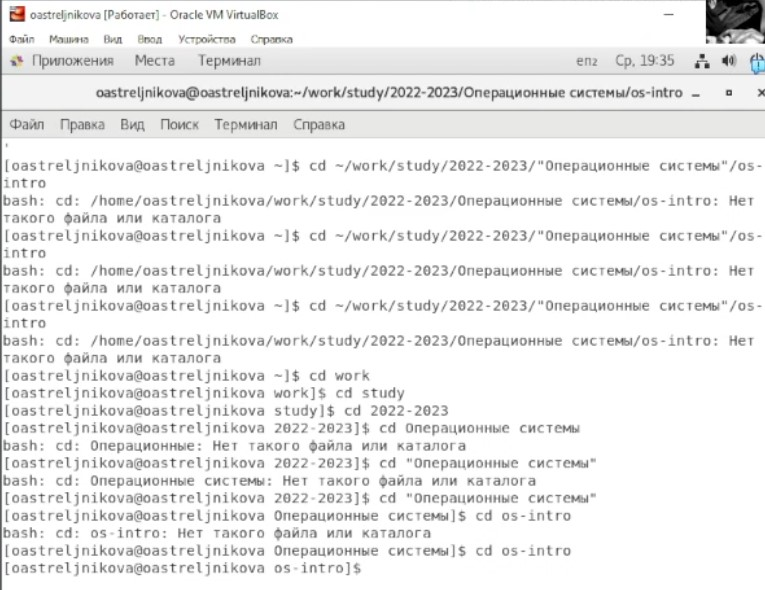 oastreljnikova [Работает] - Oracle VM VirtualBox
Файл Машина Вид Ввод Устройства Справка
Приложения Места Терминал en2 Ср, 19:35
oastreljnikova@oastreljnikova:~/work/study/2022-2023/Операционные системы/os-intro
Файл Правка Вид Поиск Терминал Справка
'
[oastreljnikova@oastreljnikova ~]$ cd ~/work/study/2022-2023/"Операционные системы"/os-
intro
bash: cd: /home/oastreljnikova/work/study/2022-2023/Операционные системы/os-intro: Нет
такого файла или каталога
[oastreljnikova@oastreljnikova ~]$ cd ~/work/study/2022-2023/"Операционные системы"/os-
intro
bash: cd: /home/oastreljnikova/work/study/2022-2023/Операционные системы/os-intro: Нет
такого файла или каталога
[oastreljnikova@oastreljnikova ~]$ cd ~/work/study/2022-2023/"Операционные системы"/os-
intro
bash: cd: /home/oastreljnikova/work/study/2022-2023/Операционные системы/os-intro: Нет
такого файла или каталога
[oastreljnikova@oastreljnikova ~]$ cd work
[oastreljnikova@oastreljnikova work]$ cd study
[oastreljnikova@oastreljnikova study]$ cd 2022-2023
[oastreljnikova@oastreljnikova 2022-2023]$ cd Операционные системы
bash: cd: Операционные: Нет такого файла или каталога
[oastreljnikova@oastreljnikova 2022-2023]$ cd "Операционные системы"
bash: cd: Операционные системы: Нет такого файла или каталога
[oastreljnikova@oastreljnikova 2022-2023]$ cd "Операционные системы"
[oastreljnikova@oastreljnikova Операционные системы]$ cd os-intro
bash: cd: os-intro: Нет такого файла или каталога
[oastreljnikova@oastreljnikova Операционные системы]$ cd os-intro
[oastreljnikova@oastreljnikova os-intro]$